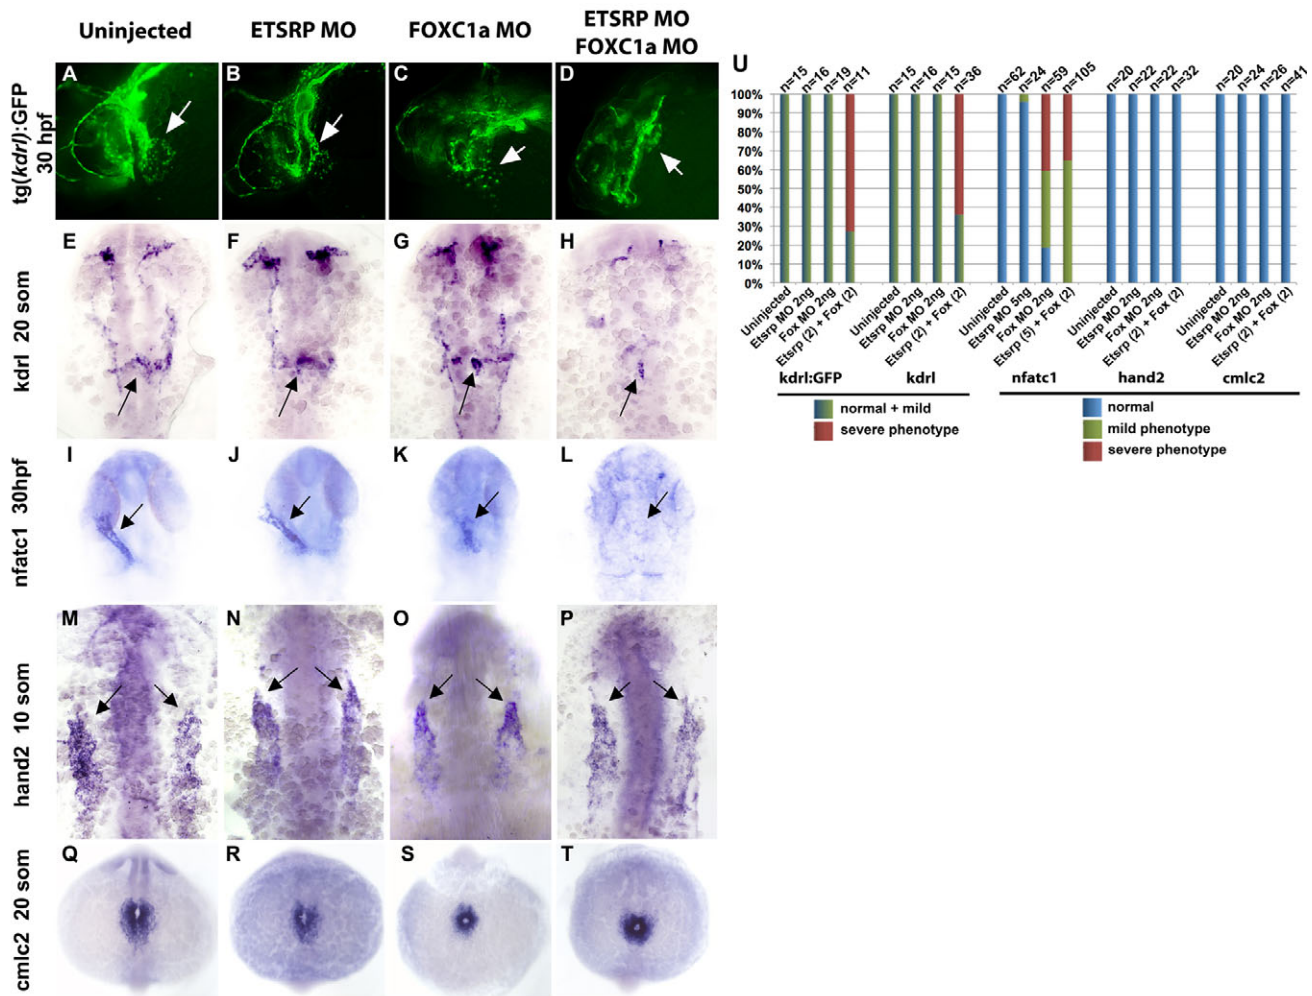 Uninjected
ETSRP MO
FOXC1a MO
ETSRP MO
FOXC1a MO
tg(kdrl):GFP
30 hpf
A
B
C
D
kdrl 20 som
E
F
G
H
nfatc1 30hpf
I
J
K
L
hand2 10 som
M
N
O
P
cmlc2 20 som
Q
R
S
T
U
n=15
n=16
n=19
n=11
n=15
n=16
n=15
n=36
n=62
n=24
n=59
n=105
n=20
n=22
n=22
n=32
n=20
n=24
n=26
n=41
100%
90%
80%
70%
60%
50%
40%
30%
20%
10%
0%
Uninjected
Etsrp MO 2ng
Fox MO 2ng
Etsrp (2) + Fox (2)
Uninjected
Etsrp MO 2ng
Fox MO 2ng
Etsrp (2) + Fox (2)
Uninjected
Etsrp MO 5ng
Fox MO 2ng
Etsrp (5) + Fox (2)
Uninjected
Etsrp MO 2ng
Fox MO 2ng
Etsrp (2) + Fox (2)
Uninjected
Etsrp MO 2ng
Fox MO 2ng
Etsrp (2) + Fox (2)
kdrl:GFP
kdrl
nfatc1
hand2
cmlc2
normal + mild
severe phenotype
normal
mild phenotype
severe phenotype